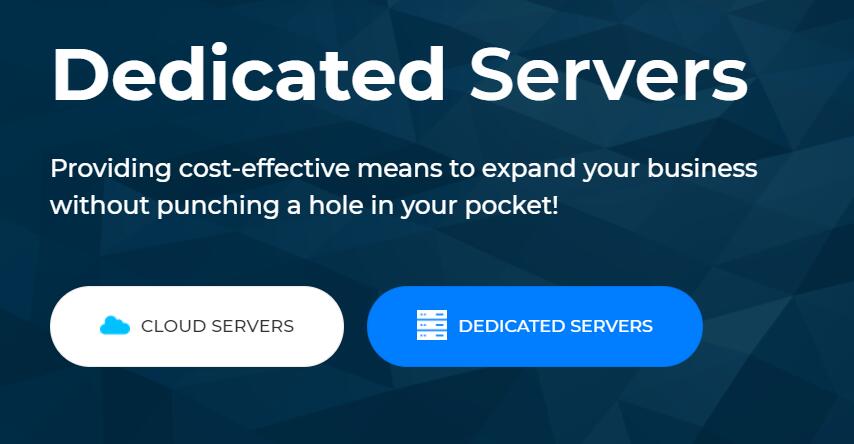 Dedicated Servers
Providing cost-effective means to expand your business
without punching a hole in your pocket!
CLOUD SERVERS
DEDICATED SERVERS